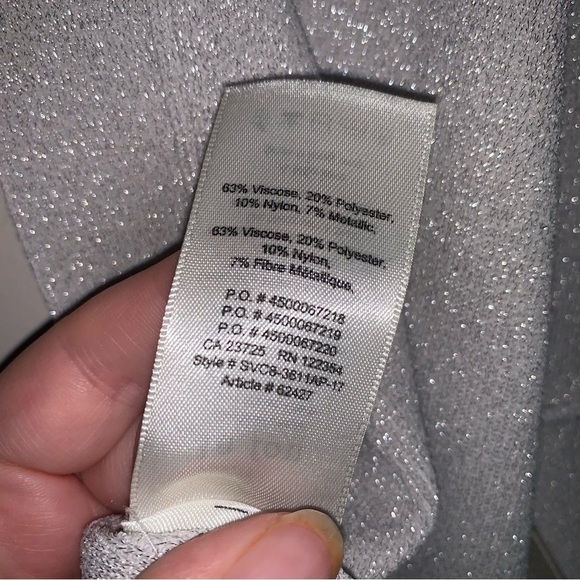 63% Viscose, 20% Polyester,
10% Nylon, 7% Metallic.
63% Viscose, 20% Polyester,
10% Nylon,
7% Fibre Métallique,
P.O. # 4500067218
P.O. # 4500067219
P.O. # 4500067220
CA 23725 RN 122364
Style # SVC8-3611AP-17
Article # 62427